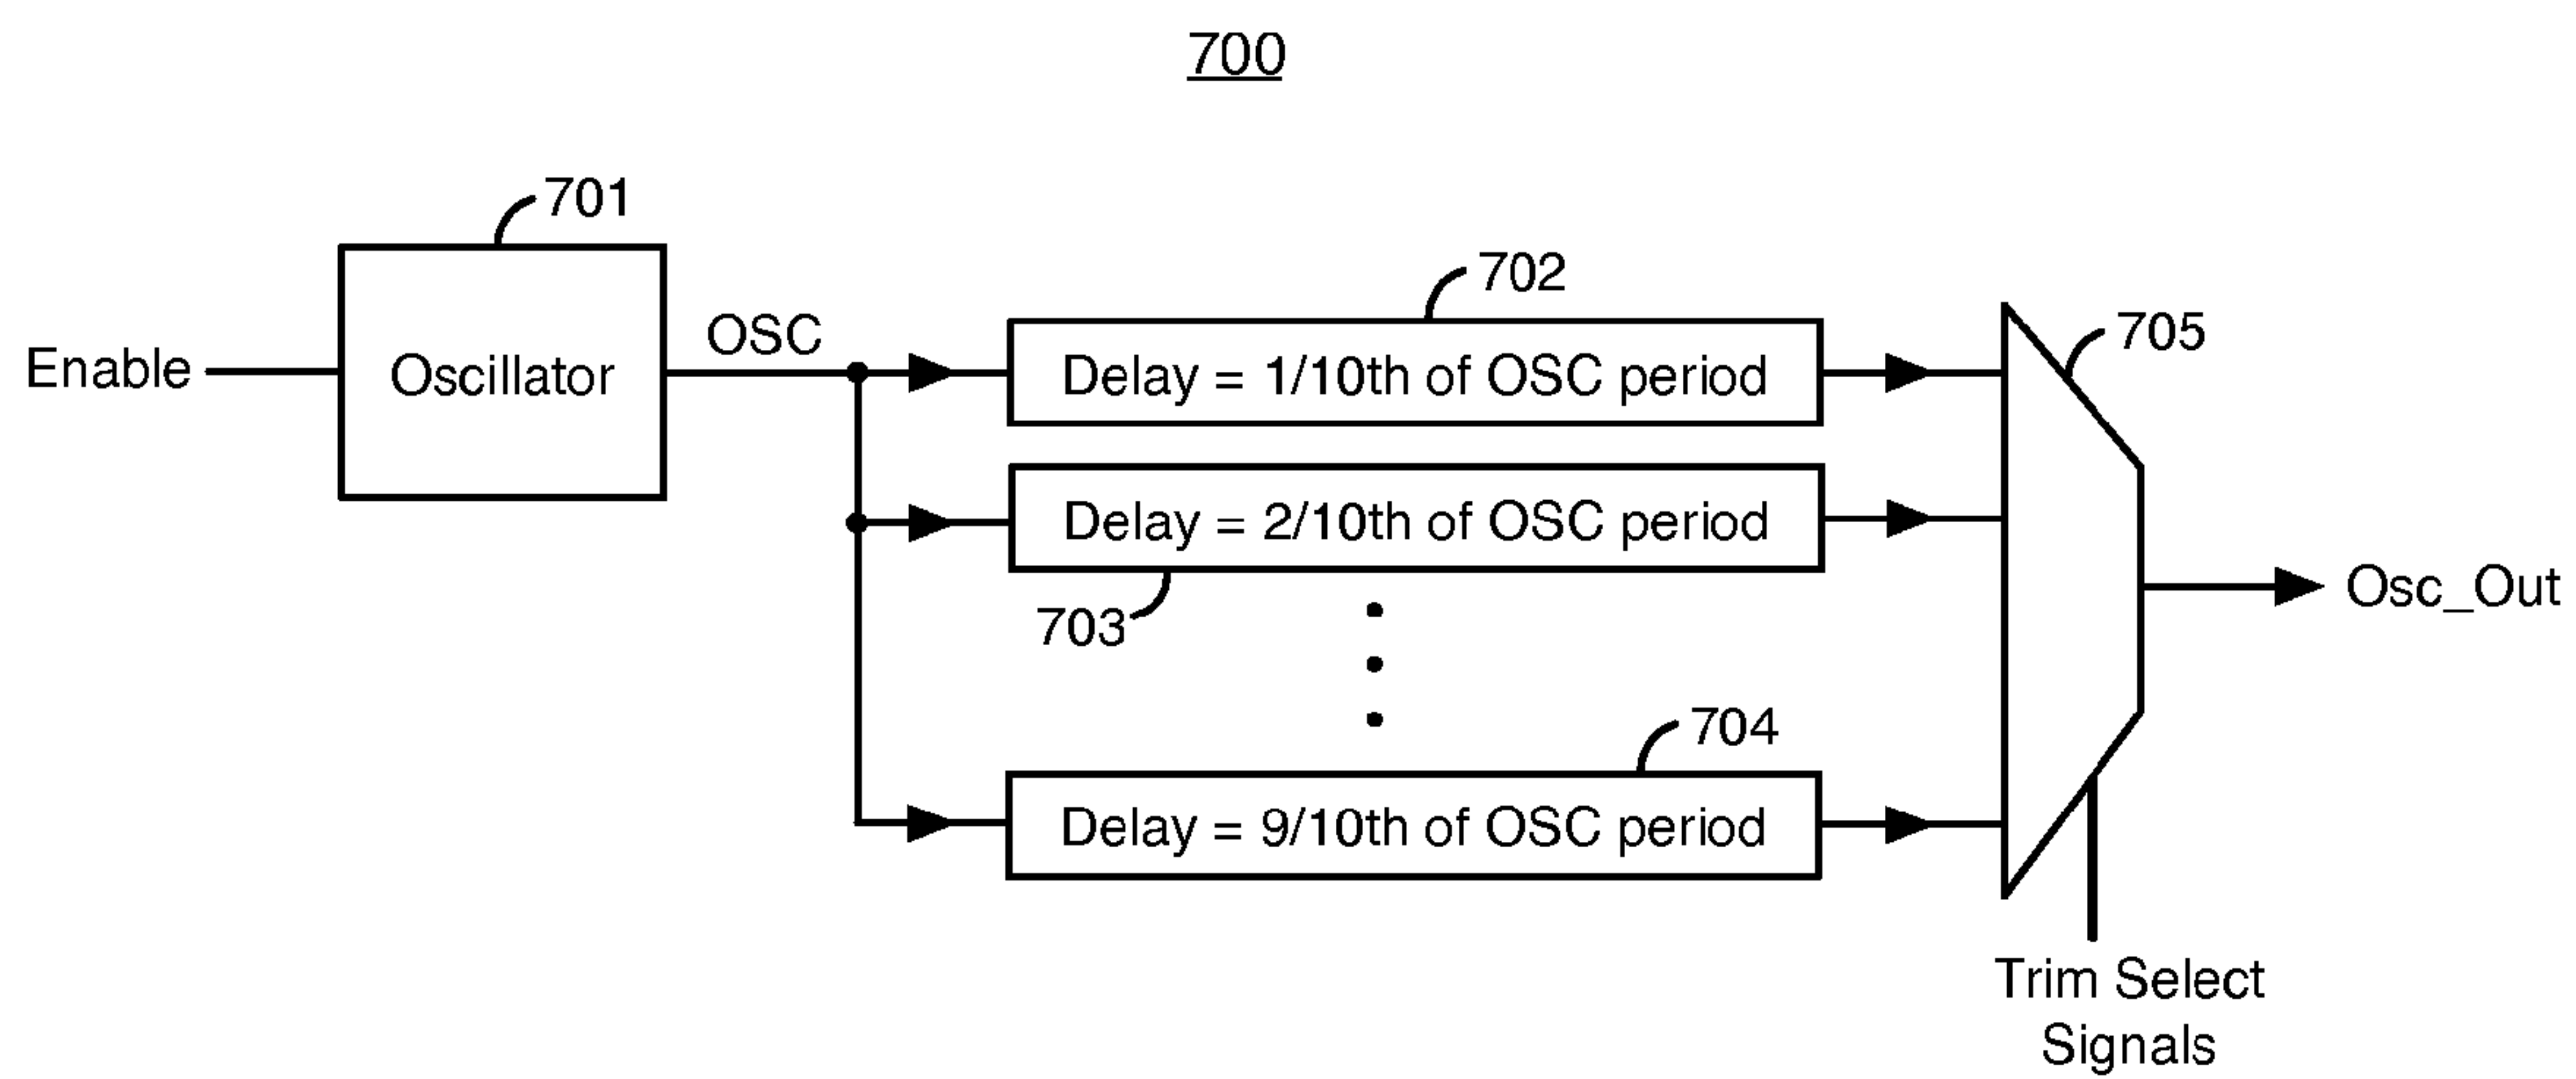 700
701
Enable
Oscillator
OSC
702
Delay = 1/10th of OSC period
705
Delay = 2/10th of OSC period
703
Osc_Out
704
Delay = 9/10th of OSC period
Trim Select
Signals